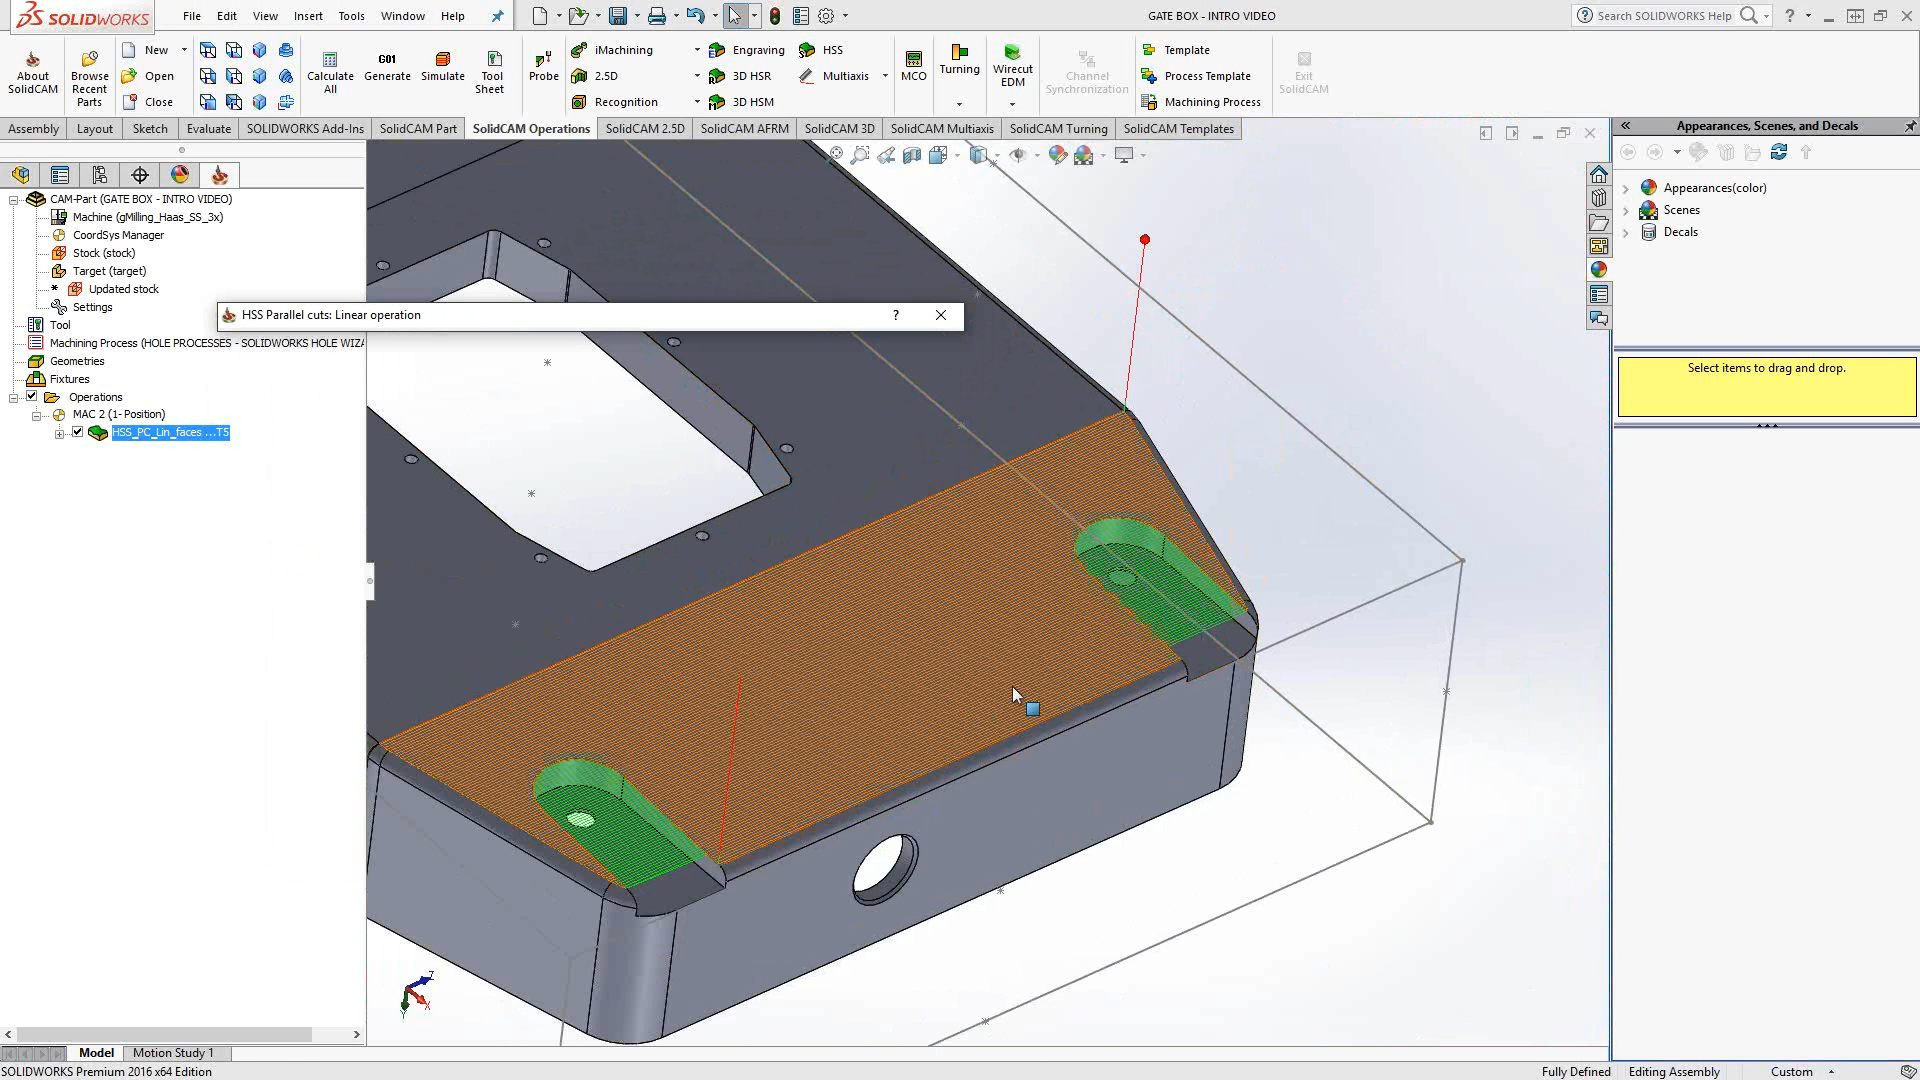 SOLIDWORKS
File Edit View Insert Tools Window Help
GATE BOX - INTRO VIDEO
Search SOLIDWORKS Help
About SolidCAM
Browse Recent Parts
New
Open
Close
Calculate All
Generate
G01
Simulate
Tool Sheet
Probe
iMachining
2.5D
Recognition
Engraving
3D HSR
3D HSM
HSS
Multiaxis
MCO
Turning
Wirecut EDM
Channel Synchronization
Template
Process Template
Machining Process
Exit SolidCAM
Assembly Layout Sketch Evaluate SOLIDWORKS Add-Ins SolidCAM Part SolidCAM Operations SolidCAM 2.5D SolidCAM AFRM SolidCAM 3D SolidCAM Multiaxis SolidCAM Turning SolidCAM Templates
CAM-Part (GATE BOX - INTRO VIDEO)
Machine (gMilling_Haas_SS_3x)
CoordSys Manager
Stock (stock)
Target (target)
* Updated stock
Settings
Tool
Machining Process (HOLE PROCESSES - SOLIDWORKS HOLE WIZA
Geometries
Fixtures
Operations
MAC 2 (1- Position)
HSS_PC_Lin_faces ...T5
HSS Parallel cuts: Linear operation
?
Appearances, Scenes, and Decals
Appearances(color)
Scenes
Decals
Select items to drag and drop.
Z
X
Y
Model Motion Study 1
SOLIDWORKS Premium 2016 x64 Edition
Fully Defined Editing Assembly Custom